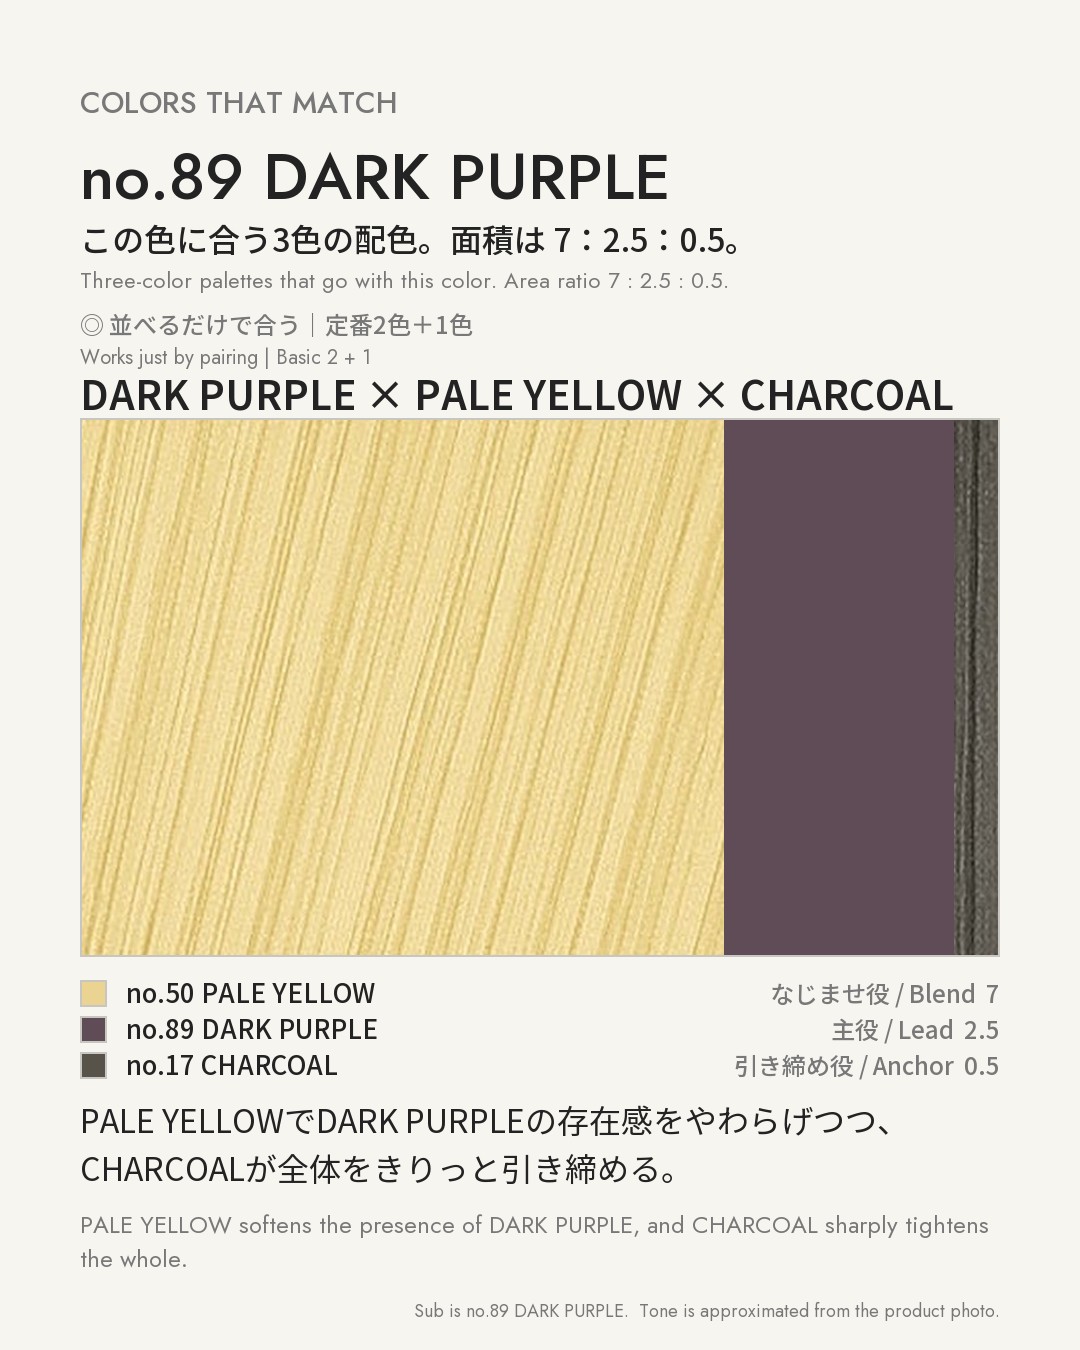 COLORS THAT MATCH
no.89 DARK PURPLE
この色に合う3色の配色。面積は 7：2.5：0.5。
Three-color palettes that go with this color. Area ratio 7 : 2.5 : 0.5.
◎ 並べるだけで合う｜定番2色＋1色
Works just by pairing | Basic 2 + 1
DARK PURPLE × PALE YELLOW × CHARCOAL
no.50 PALE YELLOW なじませ役 / Blend 7
no.89 DARK PURPLE 主役 / Lead 2.5
no.17 CHARCOAL 引き締め役 / Anchor 0.5
PALE YELLOWでDARK PURPLEの存在感をやわらげつつ、
CHARCOALが全体をきりっと引き締める。
PALE YELLOW softens the presence of DARK PURPLE, and CHARCOAL sharply tightens
the whole.
Sub is no.89 DARK PURPLE. Tone is approximated from the product photo.